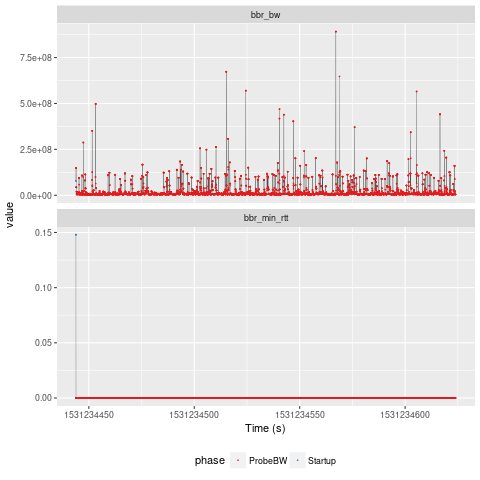 bbr_bw
7.5e+08
5.0e+08
2.5e+08
0.0e+00
value
bbr_min_rtt
0.15
0.10
0.05
0.00
1531234450 1531234500 1531234550 1531234600
Time (s)
phase ProbeBW Startup